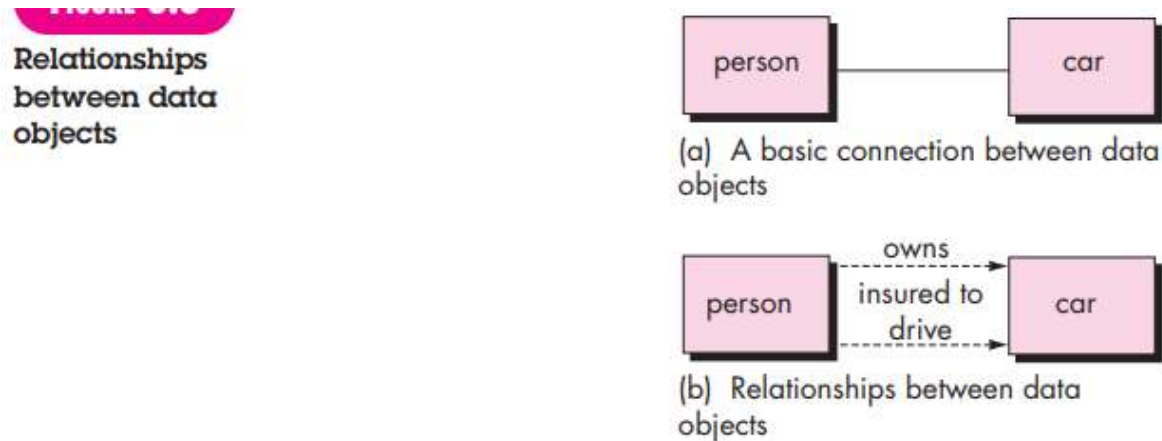 Relationships
between data
objects
person
car
(a) A basic connection between data
objects
owns
person
insured to
car
drive
(b) Relationships between data
objects